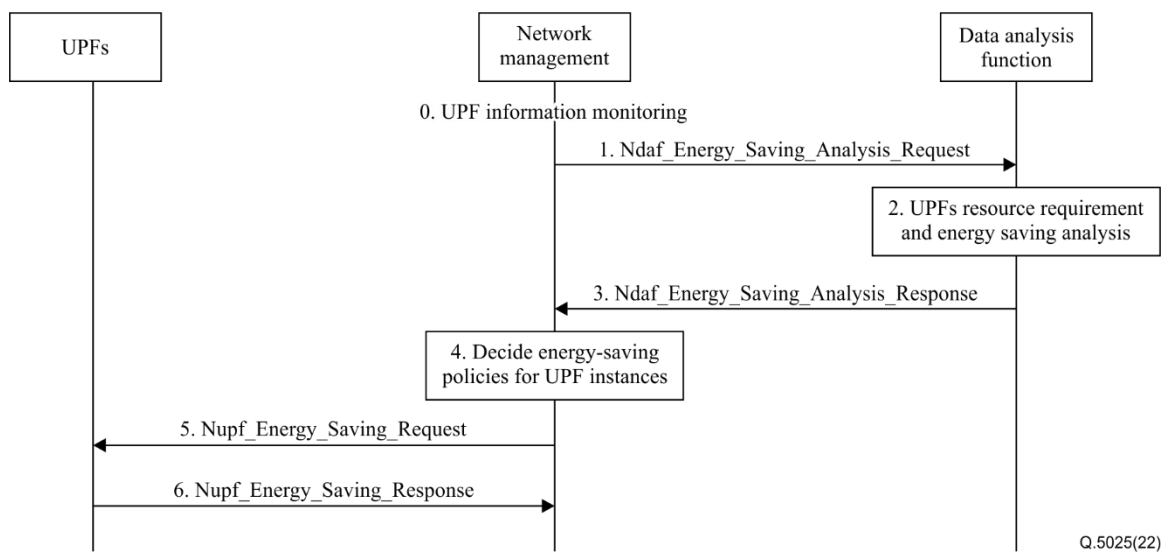 UPFs
Network
management
Data analysis
function
0. UPF information monitoring
1. Ndaf_Energy_Saving_Analysis_Request
2. UPFs resource requirement
and energy saving analysis
3. Ndaf_Energy_Saving_Analysis_Response
4. Decide energy-saving
policies for UPF instances
5. Nupf_Energy_Saving_Request
6. Nupf_Energy_Saving_Response
Q.5025(22)